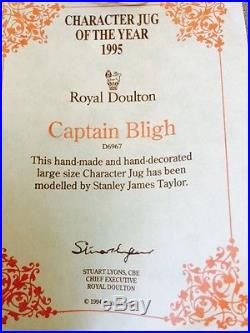 CHARACTER JUG
OF THE YEAR
1995
Royal Doulton
Captain Bligh
D6967
This hand-made and hand-decorated
large size Character Jug has been
modelled by Stanley James Taylor.
STUART LYONS, CBE
CHIEF EXECUTIVE
ROYAL DOULTON
© 1994